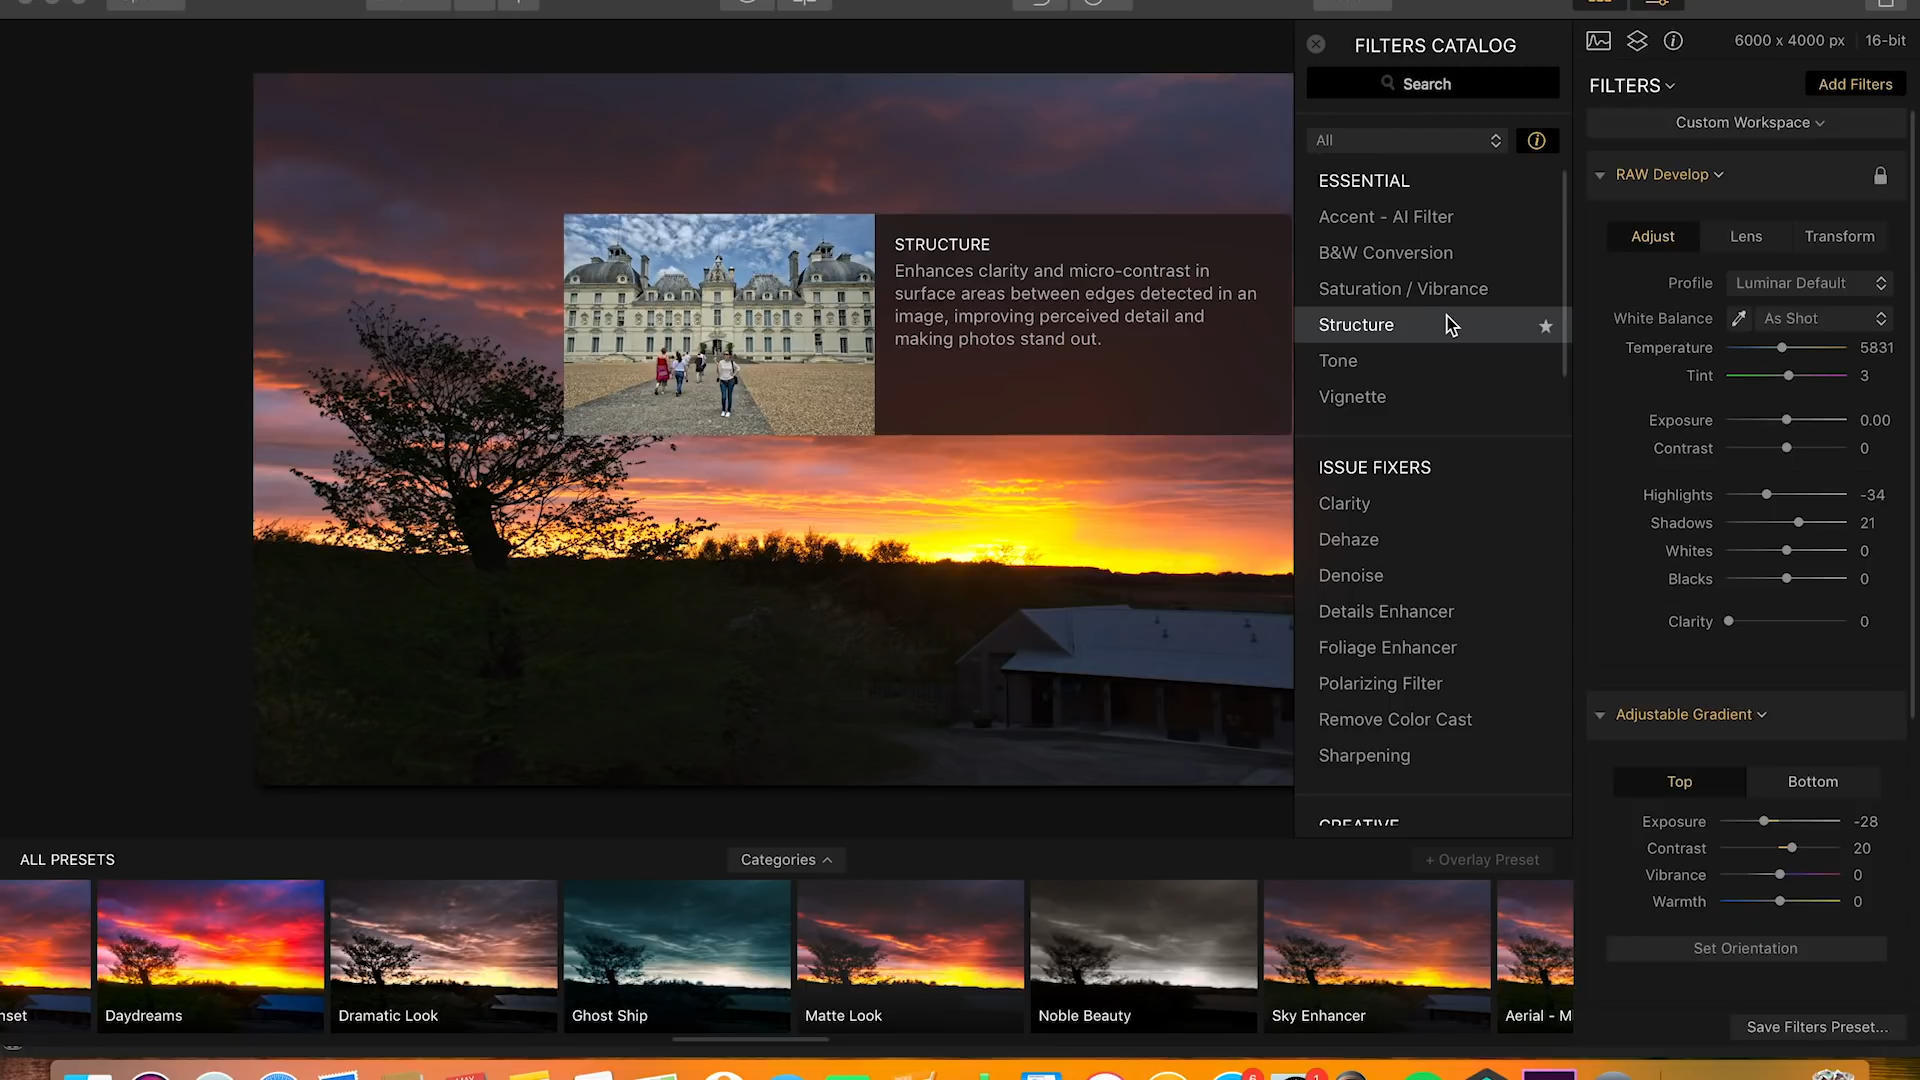 FILTERS CATALOG
Search
All
ESSENTIAL
Accent - AI Filter
B&W Conversion
Saturation / Vibrance
Structure
Tone
Vignette
ISSUE FIXERS
Clarity
Dehaze
Denoise
Details Enhancer
Foliage Enhancer
Polarizing Filter
Remove Color Cast
Sharpening
CREATIVE
STRUCTURE
Enhances clarity and micro-contrast in
surface areas between edges detected in an
image, improving perceived detail and
making photos stand out.
6000 x 4000 px 16-bit
FILTERS
Add Filters
Custom Workspace
RAW Develop
Adjust Lens Transform
Profile Luminar Default
White Balance As Shot
Temperature 5831
Tint 3
Exposure 0.00
Contrast 0
Highlights -34
Shadows 21
Whites 0
Blacks 0
Clarity 0
Adjustable Gradient
Top Bottom
Exposure -28
Contrast 20
Vibrance 0
Warmth 0
Set Orientation
Save Filters Preset...
ALL PRESETS
Categories
+ Overlay Preset
nset
Daydreams
Dramatic Look
Ghost Ship
Matte Look
Noble Beauty
Sky Enhancer
Aerial - M